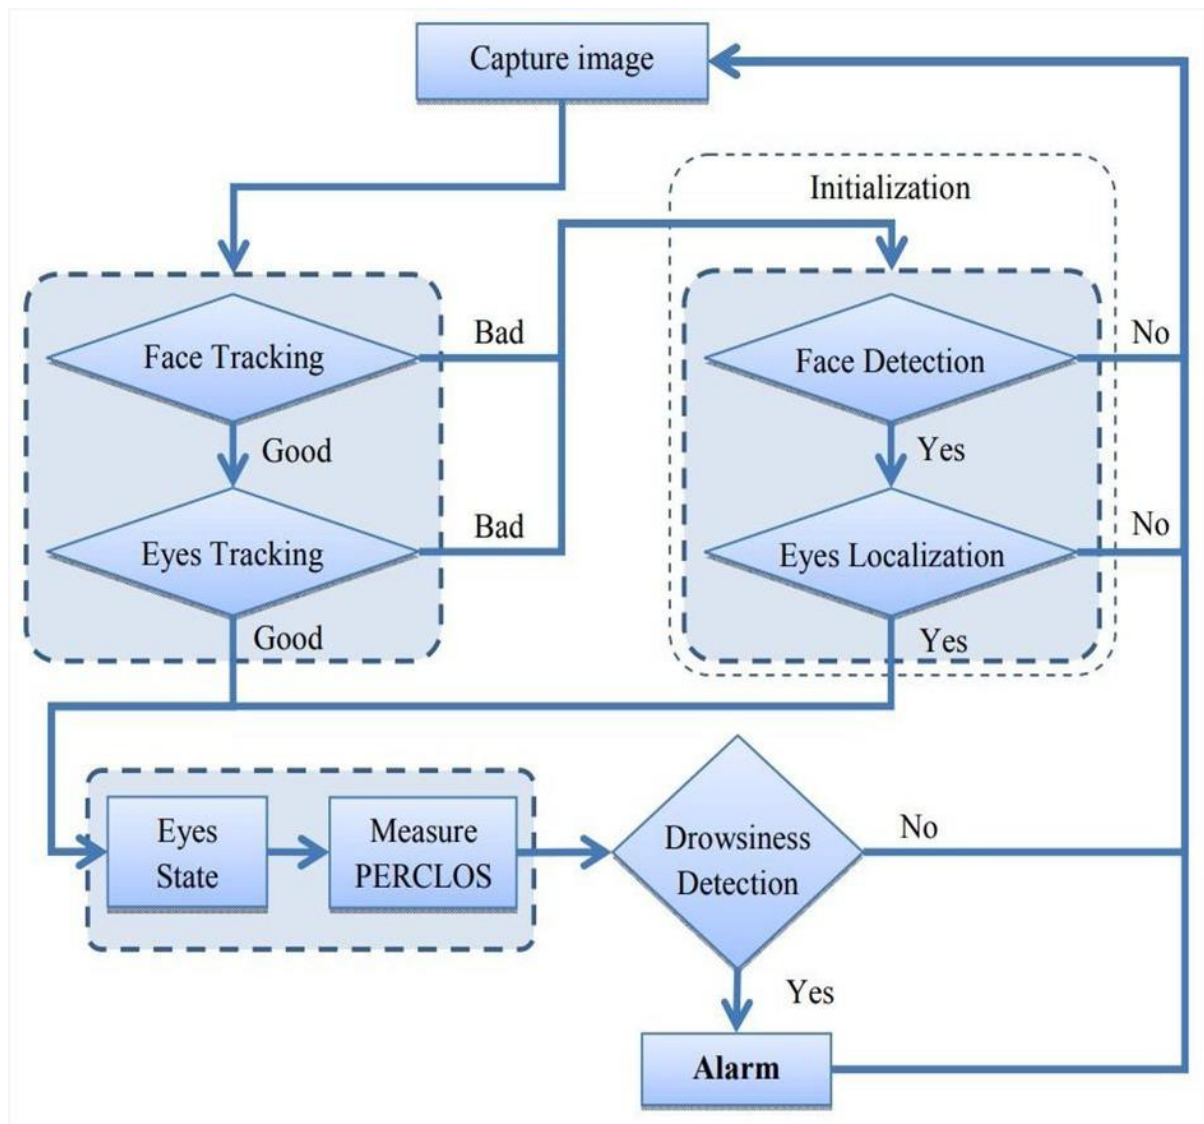 Capture image
Initialization
Face Tracking
Bad
Face Detection
No
Good
Yes
Eyes Tracking
Bad
Eyes Localization
No
Good
Yes
Eyes
State
Measure
PERCLOS
Drowsiness
Detection
No
Yes
Alarm